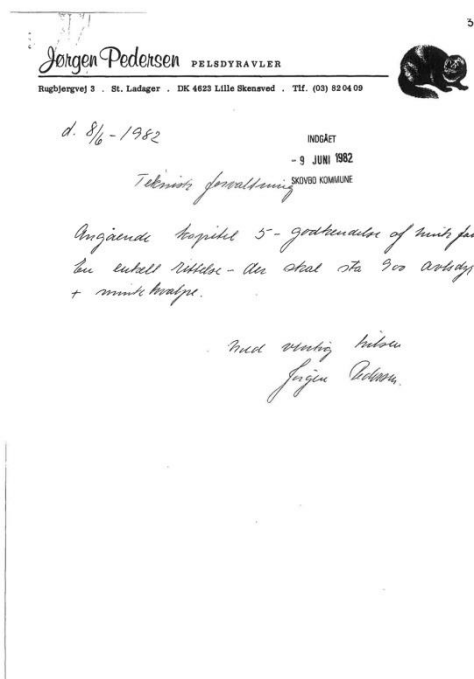 3
Jørgen Pedersen PELSDYRAVLER
Rugbjergvej 3 . St. Ladager . DK 4623 Lille Skensved . Tlf. (03) 82 04 09
d. 8/6 - 1982
INDGÅET
- 9 JUNI 1982
SKOVBO KOMMUNE
Teknisk forvaltning
Angående kapitel 5 - godkendelse af mink
En enkelt rettelse - der skal stå 900 avlsdyr
+ minkhvalpe.
Med venlig hilsen
Jørgen Pedersen.